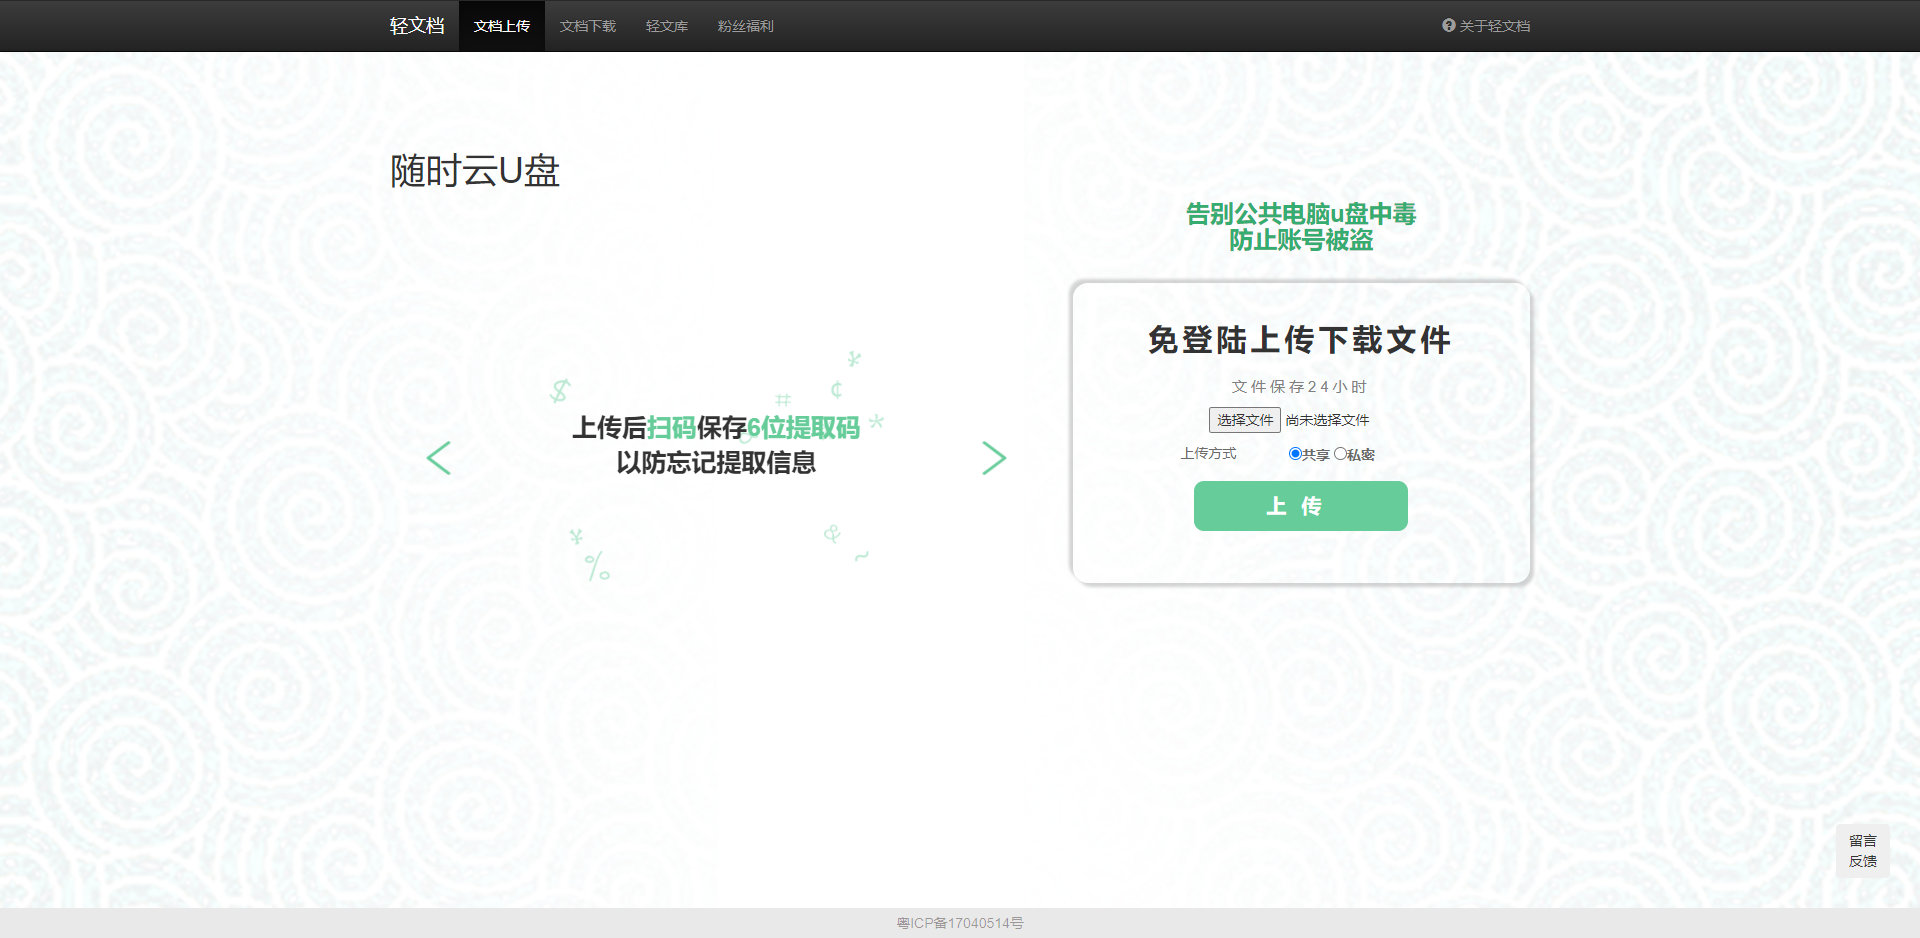 轻文档 文档上传 文档下载 轻文库 粉丝福利 关于轻文档
随时云U盘
告别公共电脑u盘中毒
防止账号被盗
$ # ¢ * *
上传后扫码保存6位提取码
以防忘记提取信息
¥ % & ~
免登陆上传下载文件
文件保存24小时
选择文件 尚未选择文件
上传方式 共享 私密
上 传
留言
反馈
粤ICP备17040514号